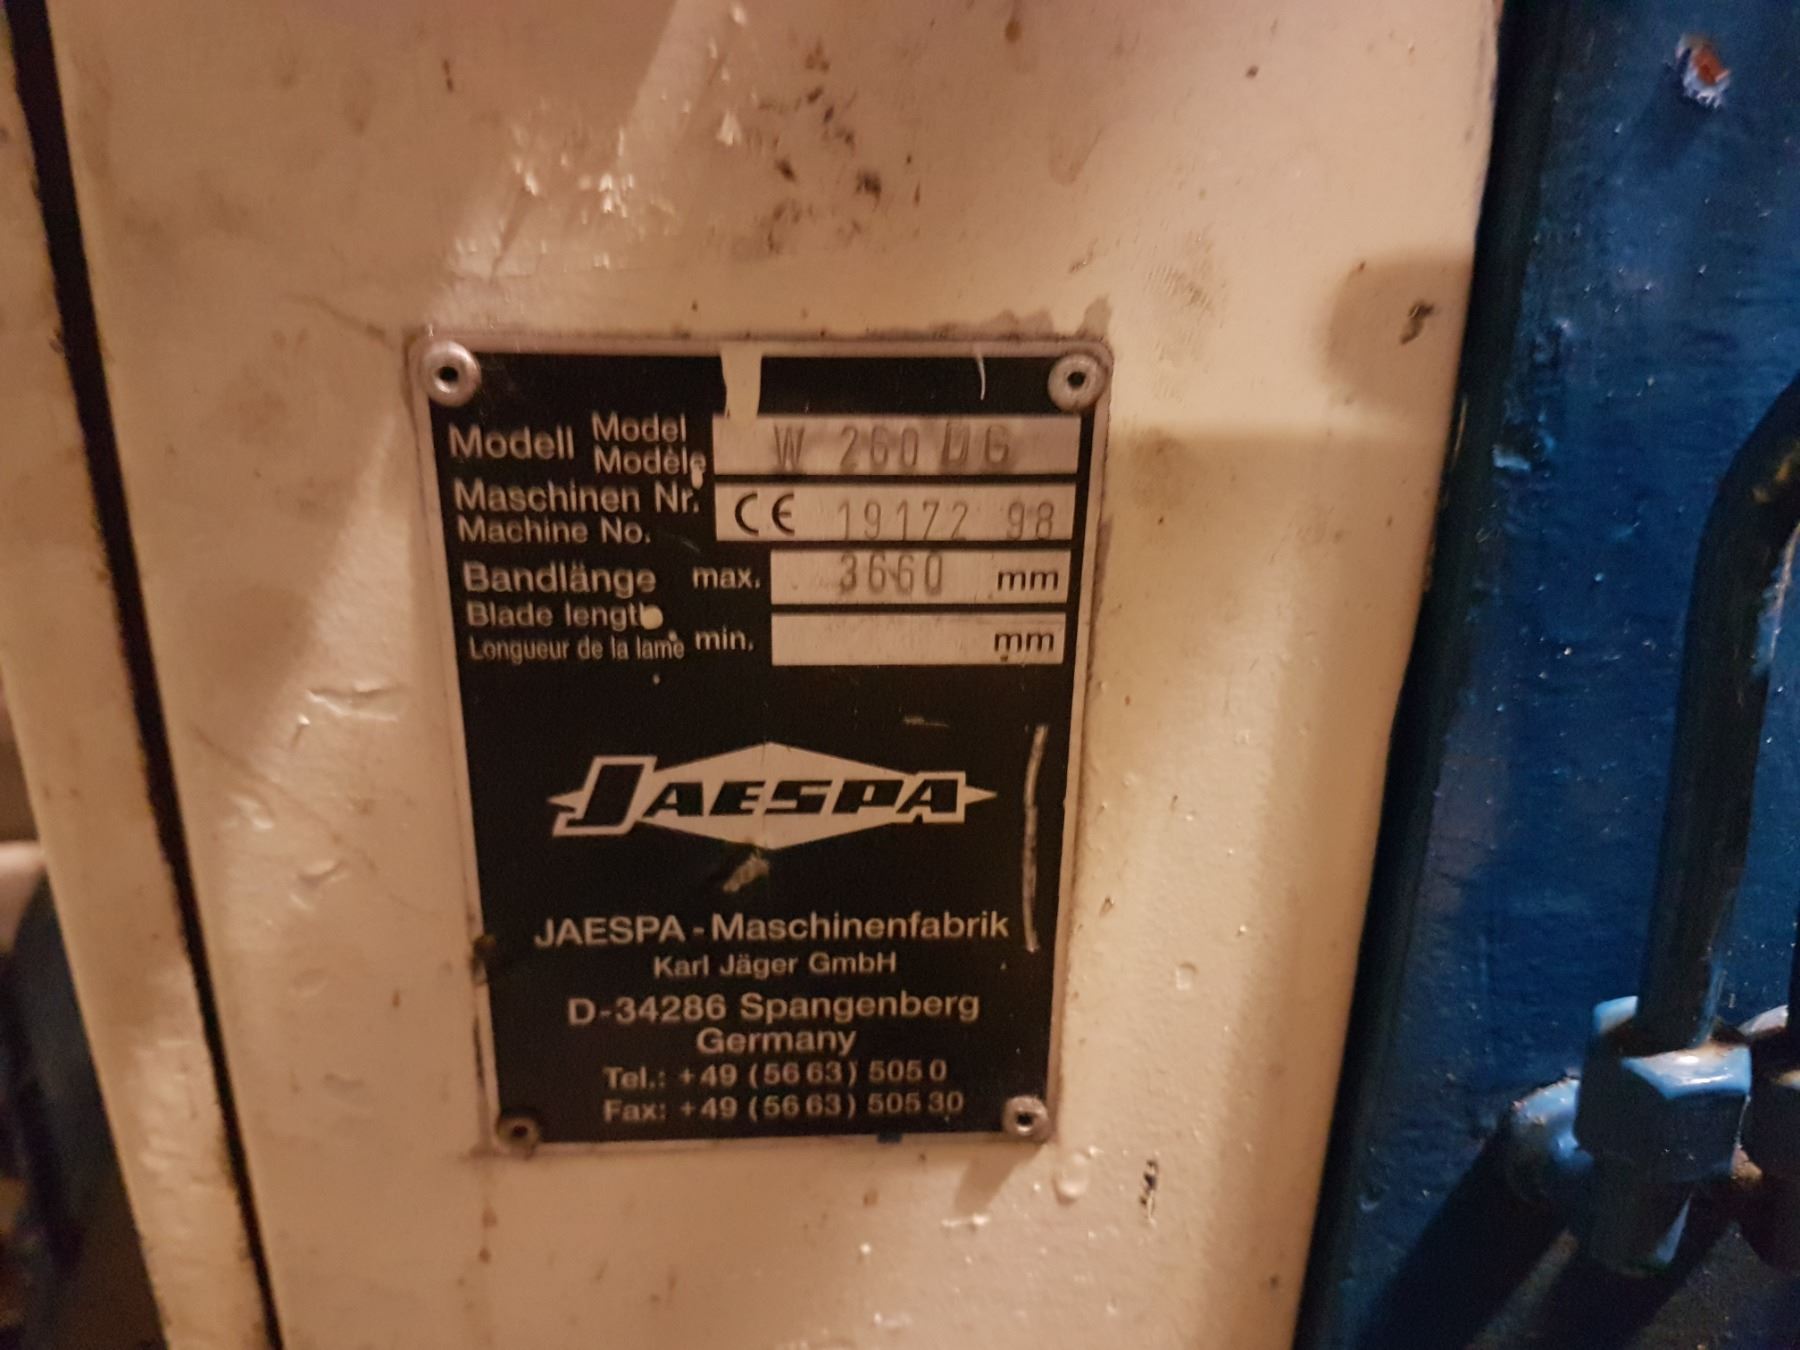 Modell Model Modèle W 260 DG
Maschinen Nr. Machine No. CE 19172 98
Bandlänge max. 3660 mm
Blade length
Longueur de la lame min. mm
JAESPA
JAESPA - Maschinenfabrik
Karl Jäger GmbH
D-34286 Spangenberg
Germany
Tel.: +49 (56 63) 505 0
Fax: +49 (56 63) 505 30